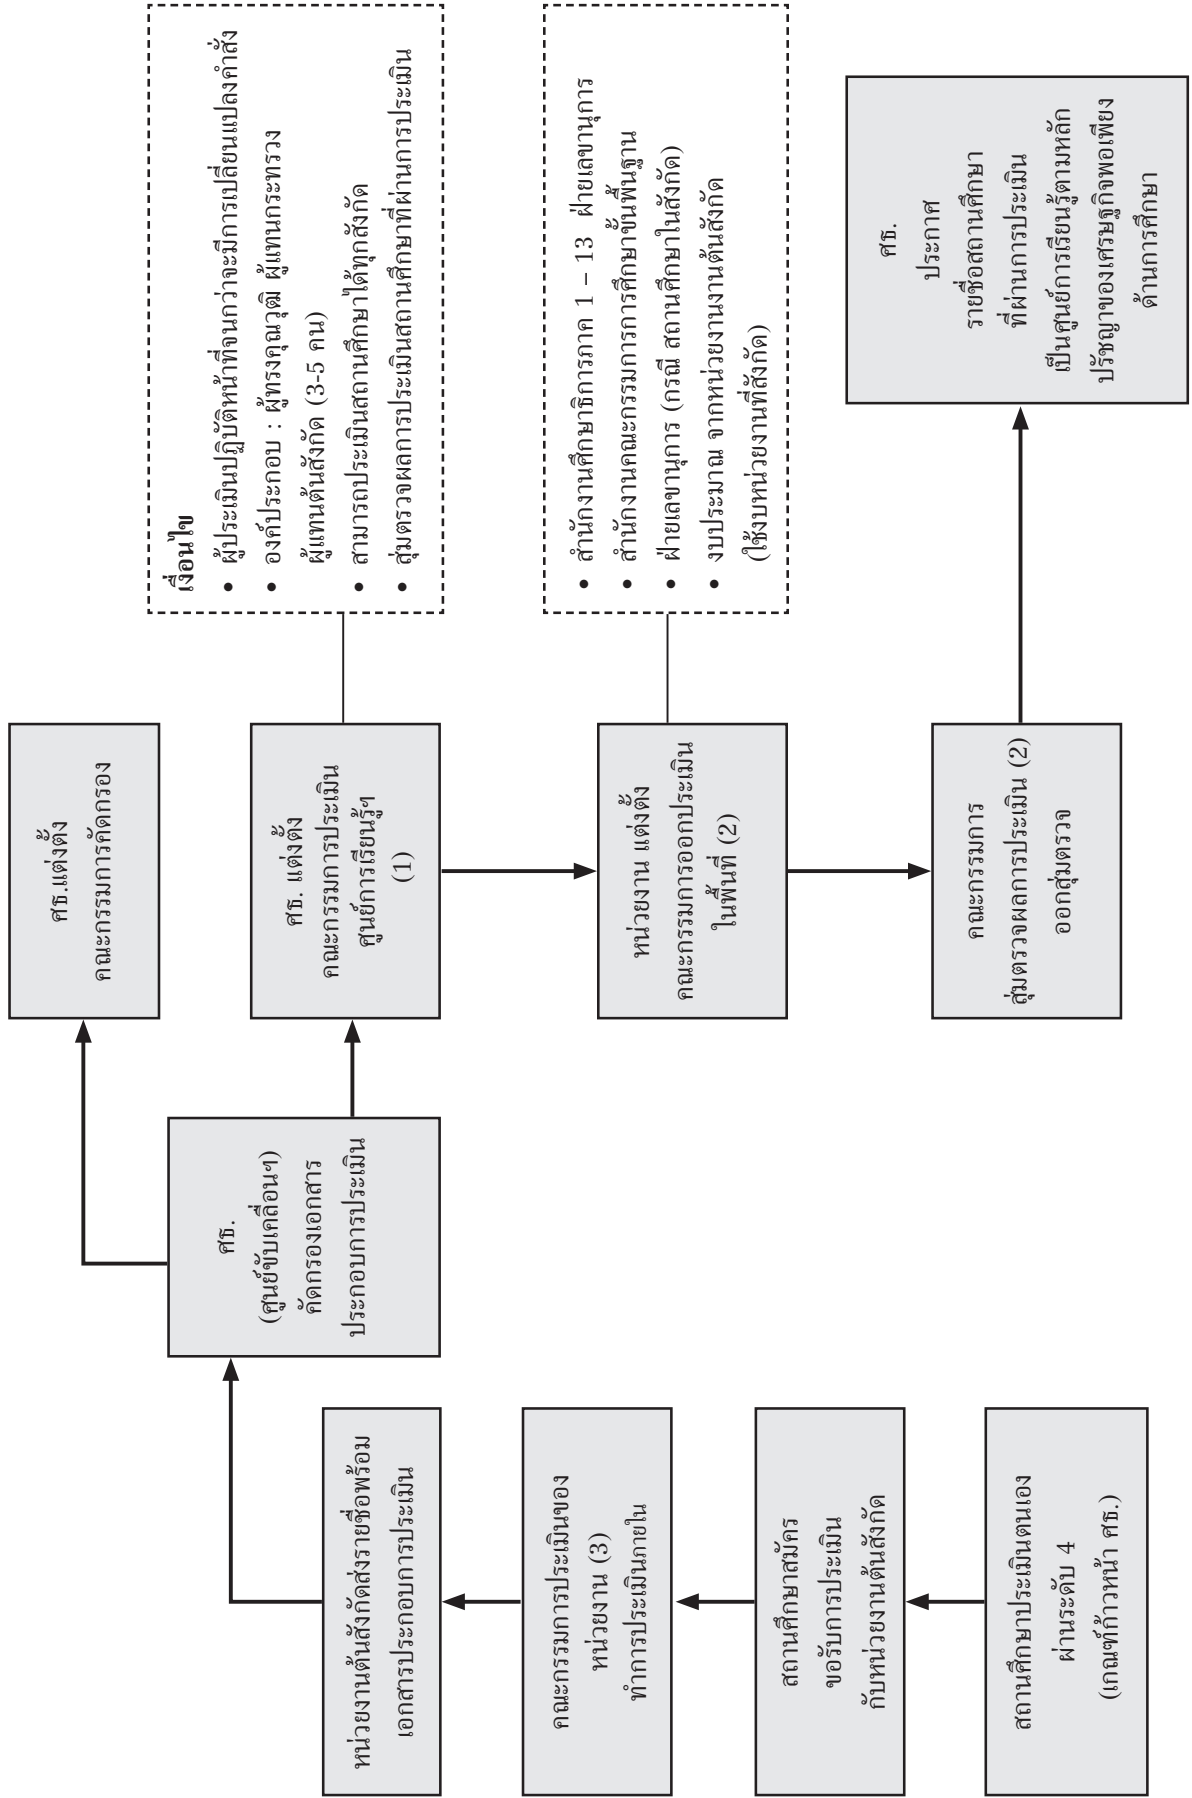 ศธ.แต่งตั้ง
คณะกรรมการคัดกรอง
เงื่อนไข
• ผู้ประเมินปฏิบัติหน้าที่จนกว่าจะมีการเปลี่ยนแปลงคำสั่ง
• องค์ประกอบ : ผู้ทรงคุณวุฒิ ผู้แทนกระทรวง
ผู้แทนต้นสังกัด (3-5 คน)
• สามารถประเมินสถานศึกษาได้ทุกสังกัด
• สุ่มตรวจผลการประเมินสถานศึกษาที่ผ่านการประเมิน
ศธ.
(ศูนย์ขับเคลื่อนฯ)
คัดกรองเอกสาร
ประกอบการประเมิน
ศธ. แต่งตั้ง
คณะกรรมการประเมิน
ศูนย์การเรียนรู้ฯ
(1)
หน่วยงานต้นสังกัดส่งรายชื่อพร้อม
เอกสารประกอบการประเมิน
คณะกรรมการประเมินของ
หน่วยงาน (3)
ทำการประเมินภายใน
หน่วยงาน แต่งตั้ง
คณะกรรมการออกประเมิน
ในพื้นที่ (2)
• สำนักงานศึกษาธิการภาค 1 – 13 ฝ่ายเลขานุการ
• สำนักงานคณะกรรมการการศึกษาขั้นพื้นฐาน
• ฝ่ายเลขานุการ (กรณี สถานศึกษาในสังกัด)
• งบประมาณ จากหน่วยงานงานต้นสังกัด
(ใช้งบหน่วยงานที่สังกัด)
สถานศึกษาสมัคร
ขอรับการประเมิน
กับหน่วยงานต้นสังกัด
สถานศึกษาประเมินตนเอง
ผ่านระดับ 4
(เกณฑ์ก้าวหน้า ศธ.)
คณะกรรมการ
สุ่มตรวจผลการประเมิน (2)
ออกสุ่มตรวจ
ศธ.
ประกาศ
รายชื่อสถานศึกษา
ที่ผ่านการประเมิน
เป็นศูนย์การเรียนรู้ตามหลัก
ปรัชญาของเศรษฐกิจพอเพียง
ด้านการศึกษา